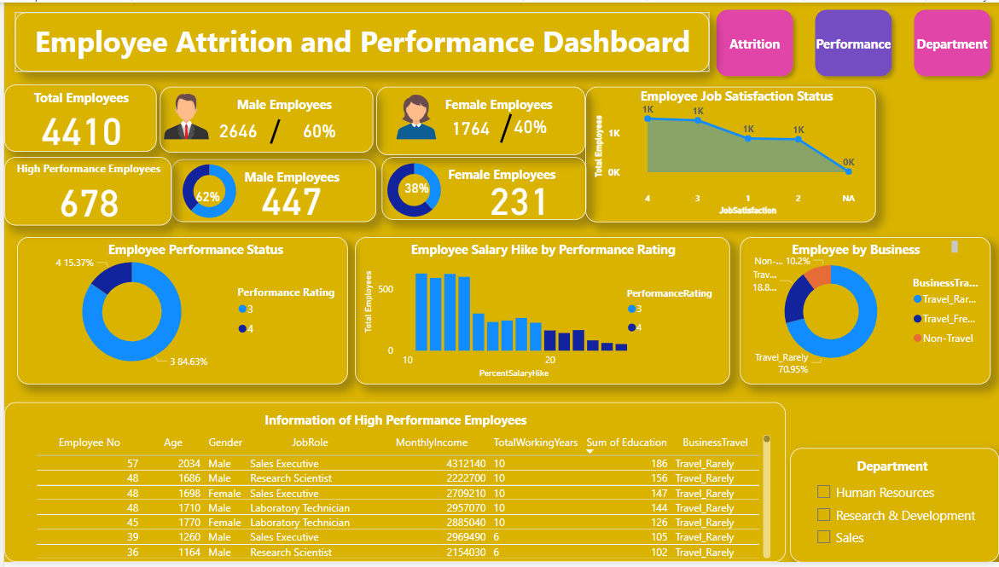 Employee Attrition and Performance Dashboard
Attrition
Performance
Department
Total Employees
4410
Male Employees
2646 / 60%
Female Employees
1764 / 40%
High Performance Employees
678
62%
Male Employees
447
38%
Female Employees
231
Employee Job Satisfaction Status
Total Employees
1K
0K
1K
1K
1K
1K
0K
4
3
1
2
NA
JobSatisfaction
Employee Performance Status
4 15.37%
3 84.63%
Performance Rating
3
4
Employee Salary Hike by Performance Rating
Total Employees
500
0
10
20
PercentSalaryHike
PerformanceRating
3
4
Employee by Business
Non-... 10.2%
Trav...
18.8...
Travel_Rarely
70.95%
BusinessTra...
Travel_Rar...
Travel_Fre...
Non-Travel
Information of High Performance Employees
Employee No Age Gender JobRole MonthlyIncome TotalWorkingYears Sum of Education BusinessTravel
57 2034 Male Sales Executive 4312140 10 186 Travel_Rarely
48 1686 Male Research Scientist 2222700 10 156 Travel_Rarely
48 1698 Female Sales Executive 2709210 10 147 Travel_Rarely
48 1710 Male Laboratory Technician 2957070 10 144 Travel_Rarely
45 1770 Female Laboratory Technician 2885040 10 126 Travel_Rarely
39 1260 Male Sales Executive 2969490 6 105 Travel_Rarely
36 1164 Male Research Scientist 2154030 6 102 Travel_Rarely
Department
Human Resources
Research & Development
Sales